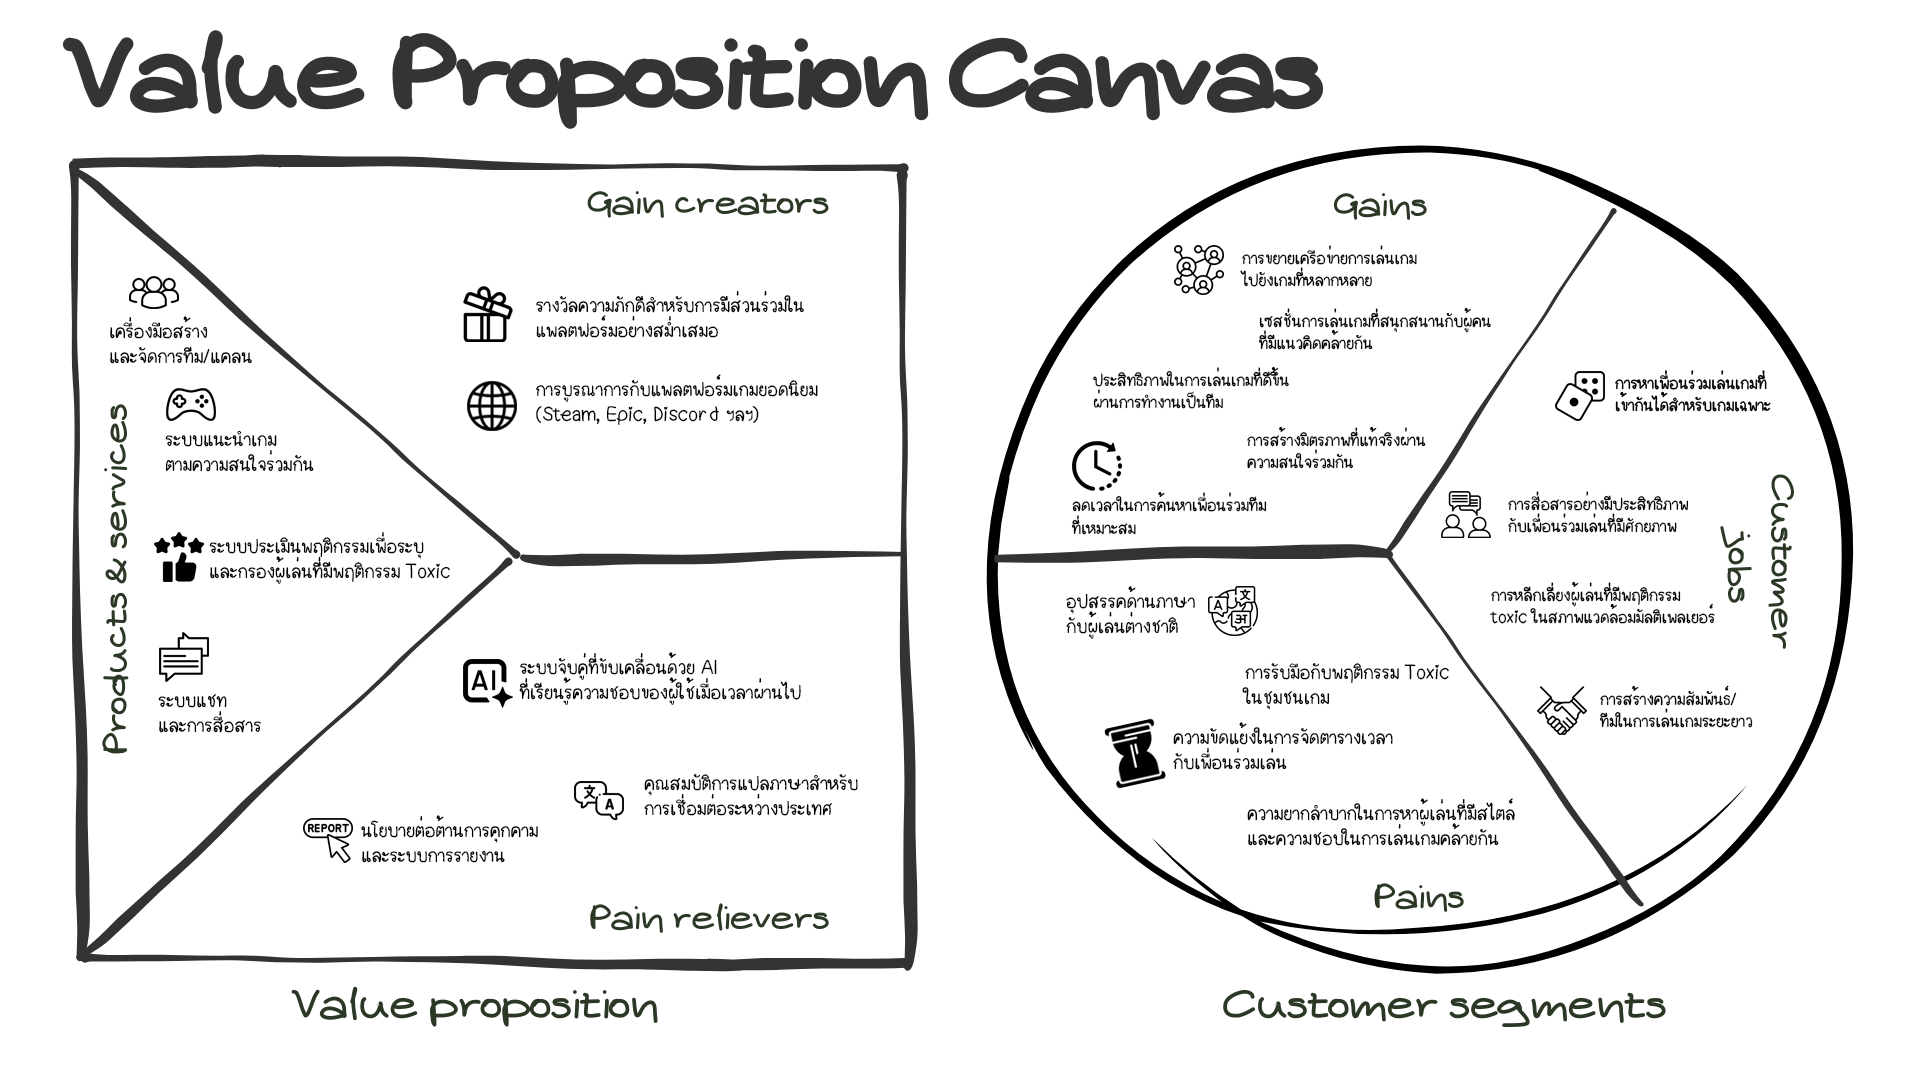 Value Proposition Canvas
Gain creators
รางวัลความภักดีสำหรับการมีส่วนร่วมใน
แพลตฟอร์มอย่างสม่ำเสมอ
การบูรณาการกับแพลตฟอร์มเกมยอดนิยม
(Steam, Epic, Discord ฯลฯ)
Products & services
เครื่องมือสร้าง
และจัดการทีม/แคลน
ระบบแนะนำเกม
ตามความสนใจร่วมกัน
ระบบประเมินพฤติกรรมเพื่อระบุ
และกรองผู้เล่นที่มีพฤติกรรม Toxic
ระบบแชท
และการสื่อสาร
AI
ระบบจับคู่ที่ขับเคลื่อนด้วย AI
ที่เรียนรู้ความชอบของผู้ใช้เมื่อเวลาผ่านไป
文 A
คุณสมบัติการแปลภาษาสำหรับ
การเชื่อมต่อระหว่างประเทศ
REPORT
นโยบายต่อต้านการคุกคาม
และระบบการรายงาน
Pain relievers
Value proposition
Gains
การขยายเครือข่ายการเล่นเกม
ไปยังเกมที่หลากหลาย
เซสชั่นการเล่นเกมที่สนุกสนานกับผู้คน
ที่มีแนวคิดคล้ายกัน
ประสิทธิภาพในการเล่นเกมที่ดีขึ้น
ผ่านการทำงานเป็นทีม
การสร้างมิตรภาพที่แท้จริงผ่าน
ความสนใจร่วมกัน
ลดเวลาในการค้นหาเพื่อนร่วมทีม
ที่เหมาะสม
Customer
jobs
การหาเพื่อนร่วมเล่นเกมที่
เข้ากันได้สำหรับเกมเฉพาะ
การสื่อสารอย่างมีประสิทธิภาพ
กับเพื่อนร่วมเล่นที่มีศักยภาพ
การหลีกเลี่ยงผู้เล่นที่มีพฤติกรรม
toxic ในสภาพแวดล้อมมัลติเพลเยอร์
การสร้างความสัมพันธ์/
ทีมในการเล่นเกมระยะยาว
อุปสรรคด้านภาษา
กับผู้เล่นต่างชาติ
A 文 अ
การรับมือกับพฤติกรรม Toxic
ในชุมชนเกม
ความขัดแย้งในการจัดตารางเวลา
กับเพื่อนร่วมเล่น
ความยากลำบากในการหาผู้เล่นที่มีสไตล์
และความชอบในการเล่นเกมคล้ายกัน
Pains
Customer segments